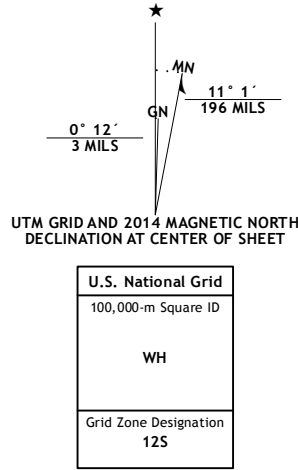 ★
MN
GN
11° 1´
196 MILS
0° 12´
3 MILS
UTM GRID AND 2014 MAGNETIC NORTH
DECLINATION AT CENTER OF SHEET
U.S. National Grid
100,000-m Square ID
WH
Grid Zone Designation
12S